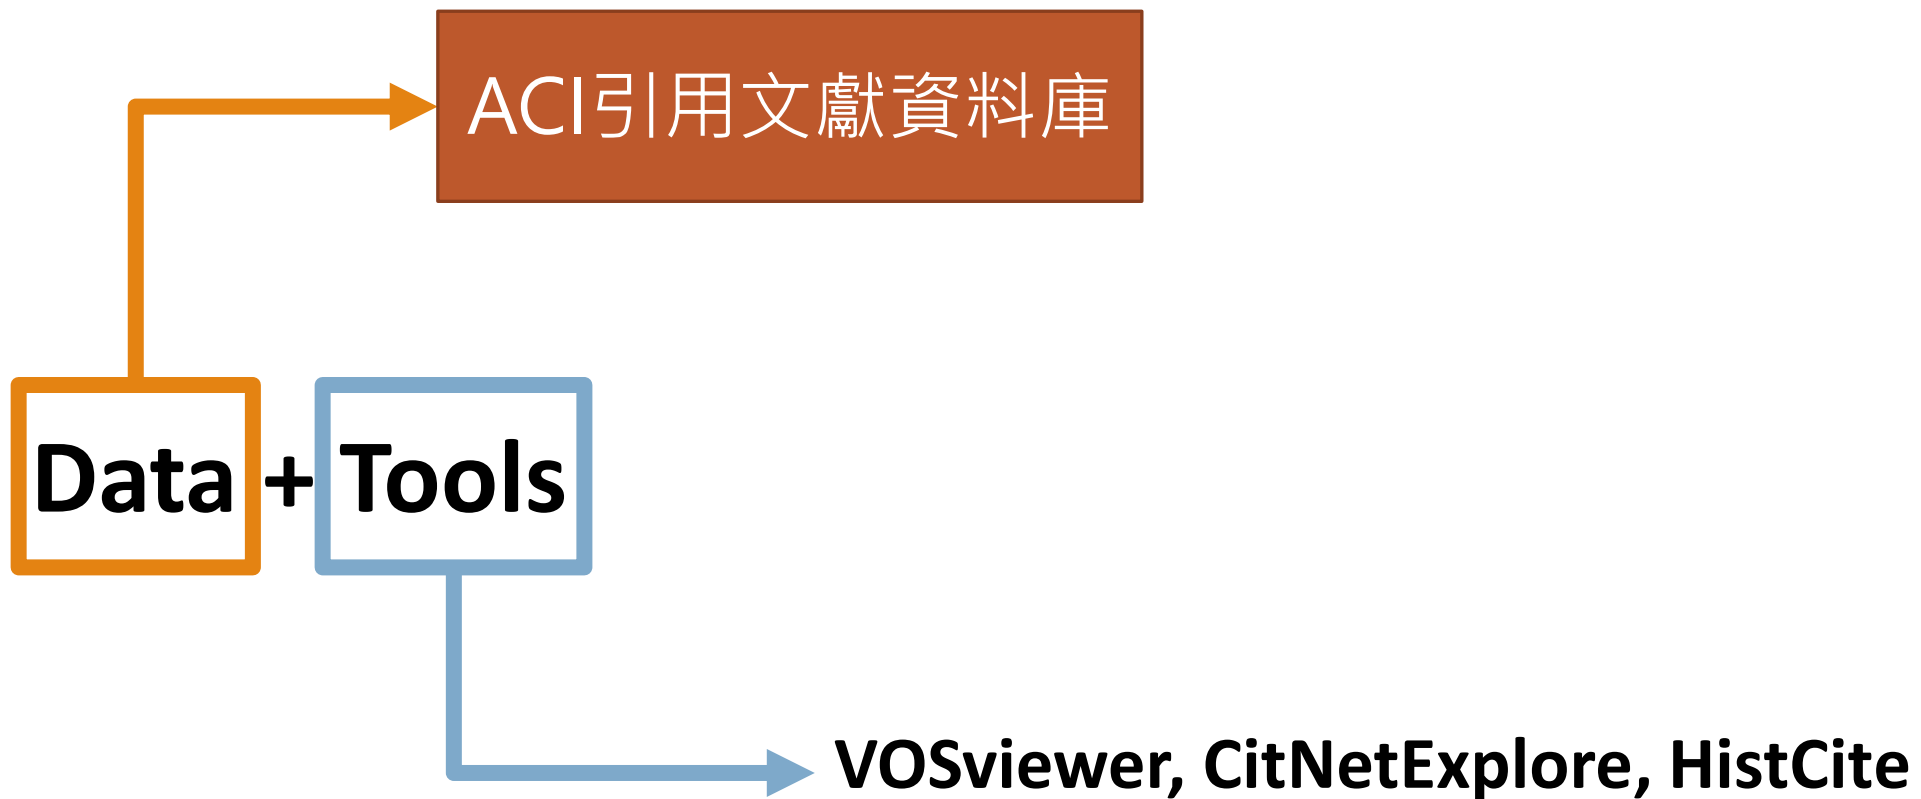 ACI引用文獻資料庫
Data + Tools
VOSviewer, CitNetExplore, HistCite